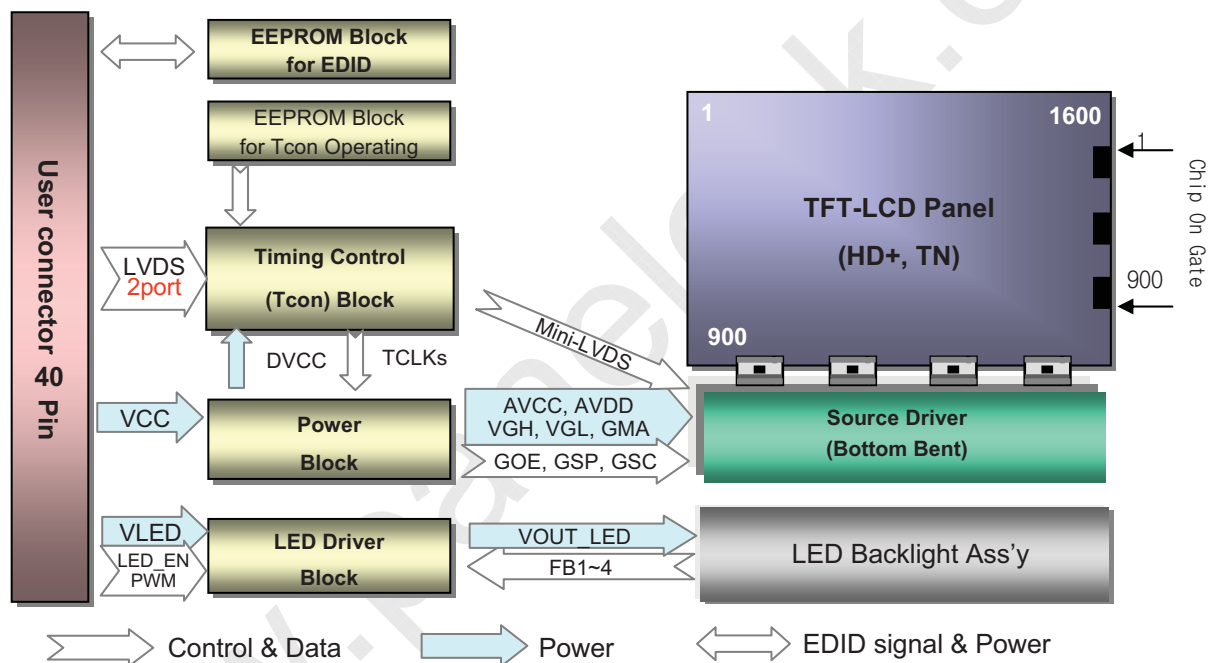 User connector 40 Pin
EEPROM Block
for EDID
EEPROM Block
for Tcon Operating
LVDS
2port
Timing Control
(Tcon) Block
DVCC
TCLKs
Mini-LVDS
VCC
Power
Block
AVCC, AVDD
VGH, VGL, GMA
GOE, GSP, GSC
VLED
LED_EN
PWM
LED Driver
Block
VOUT_LED
FB1~4
1
1600
TFT-LCD Panel
(HD+, TN)
900
1
900
Chip On Gate
Source Driver
(Bottom Bent)
LED Backlight Ass'y
Control & Data
Power
EDID signal & Power